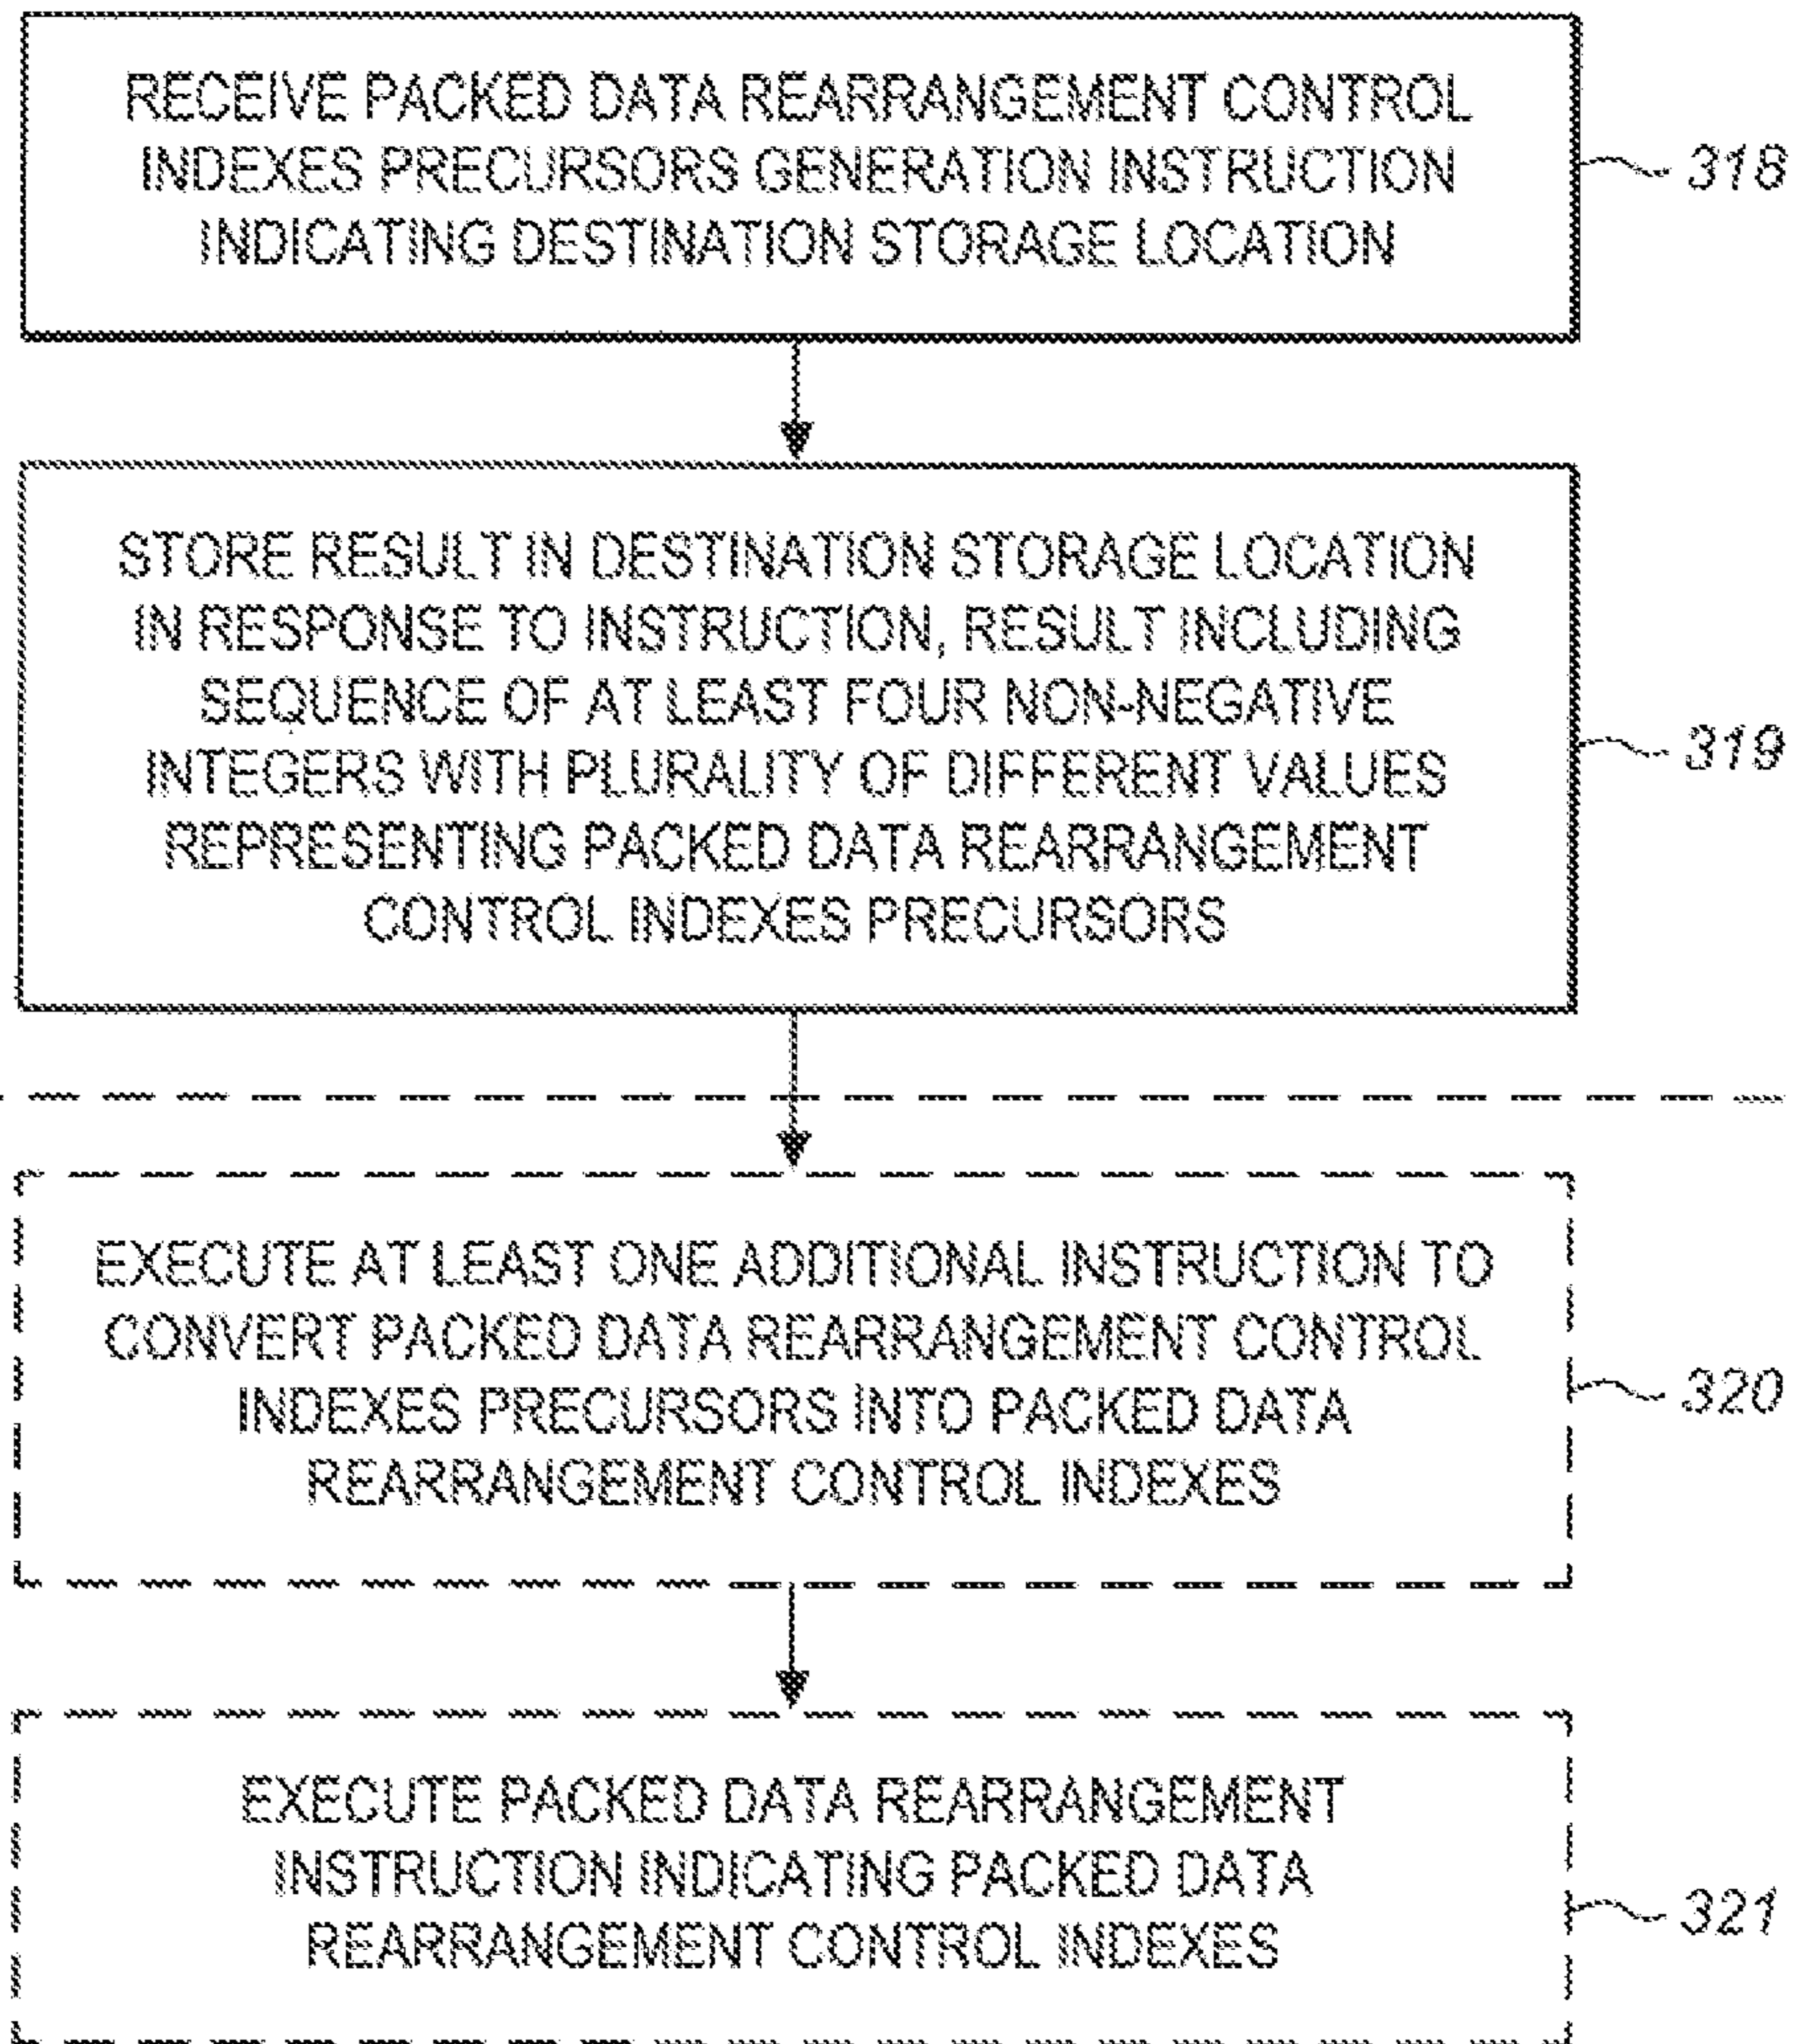 RECEIVE PACKED DATA REARRANGEMENT CONTROL
INDEXES PRECURSORS GENERATION INSTRUCTION
INDICATING DESTINATION STORAGE LOCATION
318
STORE RESULT IN DESTINATION STORAGE LOCATION
IN RESPONSE TO INSTRUCTION, RESULT INCLUDING
SEQUENCE OF AT LEAST FOUR NON-NEGATIVE
INTEGERS WITH PLURALITY OF DIFFERENT VALUES
REPRESENTING PACKED DATA REARRANGEMENT
CONTROL INDEXES PRECURSORS
319
EXECUTE AT LEAST ONE ADDITIONAL INSTRUCTION TO
CONVERT PACKED DATA REARRANGEMENT CONTROL
INDEXES PRECURSORS INTO PACKED DATA
REARRANGEMENT CONTROL INDEXES
320
EXECUTE PACKED DATA REARRANGEMENT
INSTRUCTION INDICATING PACKED DATA
REARRANGEMENT CONTROL INDEXES
321